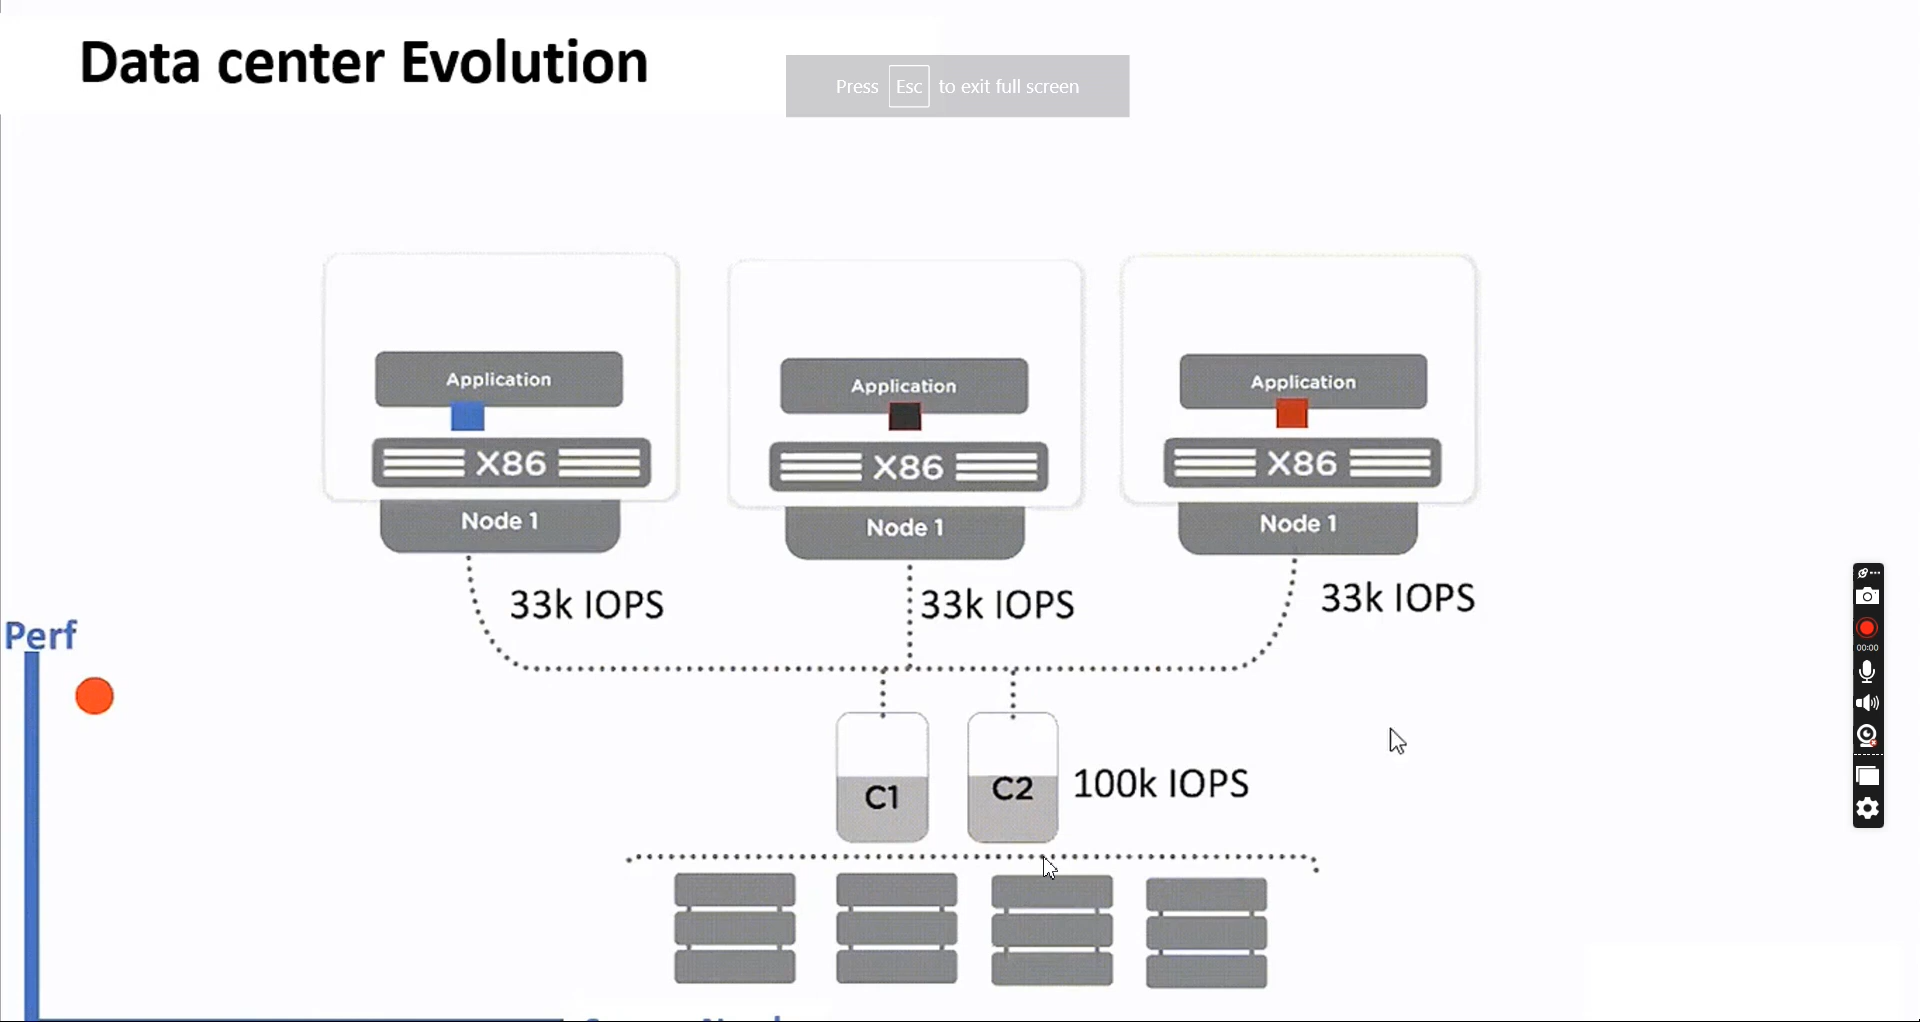 Data center Evolution
Press Esc to exit full screen
Application
Application
Application
X86
X86
X86
Node 1
Node 1
Node 1
33k IOPS
33k IOPS
33k IOPS
Perf
00:00
C1
C2
100k IOPS